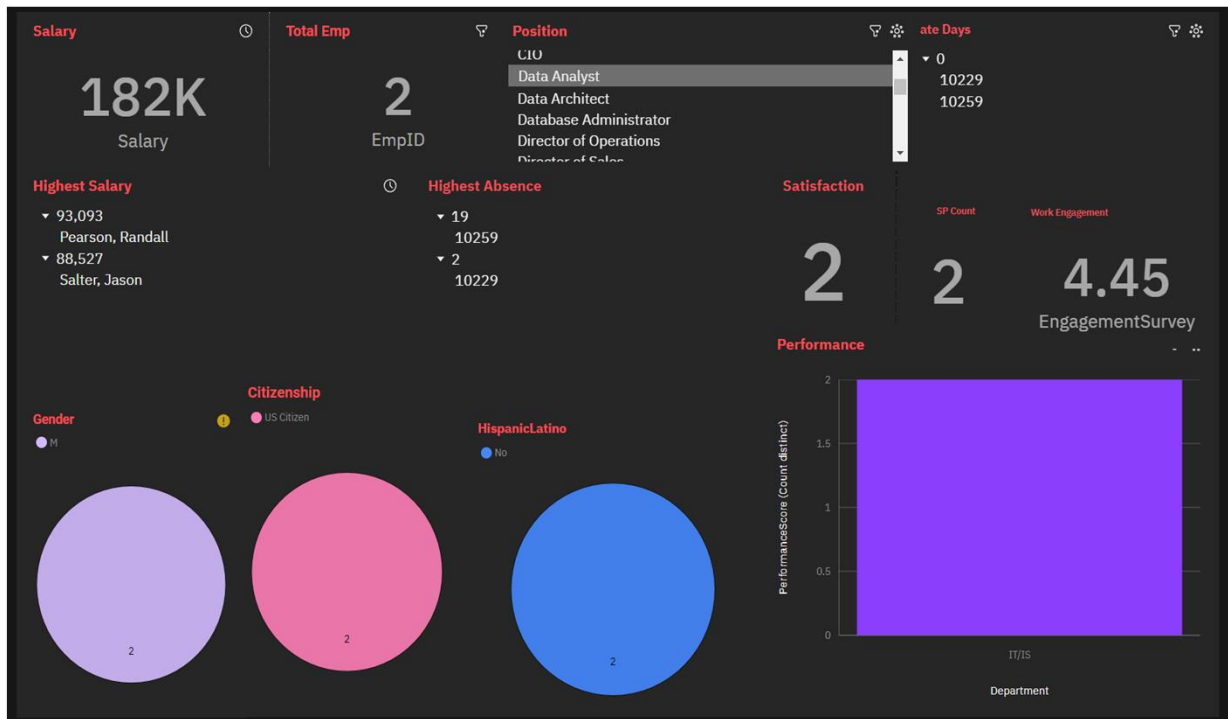 Salary
182K
Salary
Total Emp
2
EmpID
Position
CIO
Data Analyst
Data Architect
Database Administrator
Director of Operations
Director of Sales
ate Days
0
10229
10259
Highest Salary
93,093
Pearson, Randall
88,527
Salter, Jason
Highest Absence
19
10259
2
10229
Satisfaction
2
SP Count
2
Work Engagement
4.45
EngagementSurvey
Gender
M
2
Citizenship
US Citizen
2
HispanicLatino
No
2
Performance
PerformanceScore (Count distinct)
2
1.5
1
0.5
0
IT/IS
Department